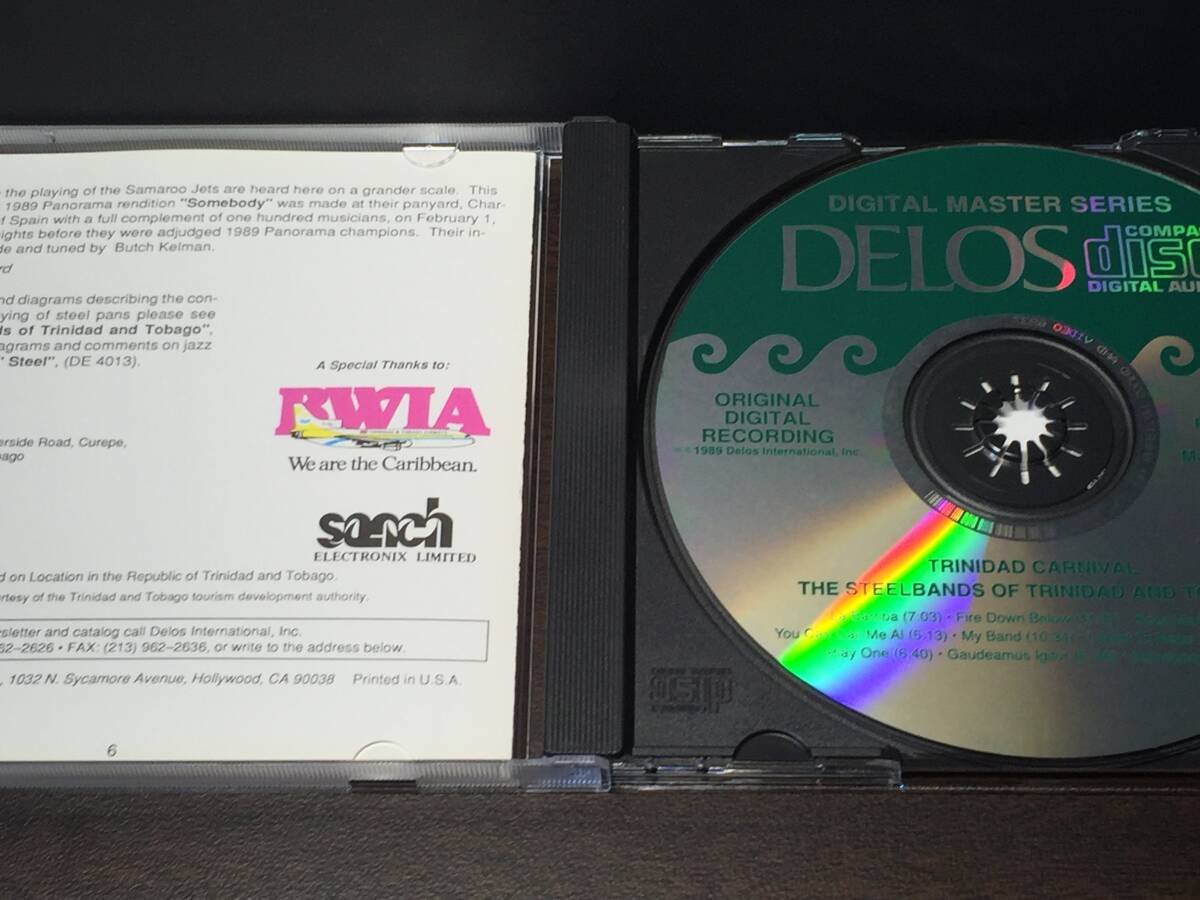 the playing of the Samaroo Jets are heard here on a grander scale. This
1989 Panorama rendition "Somebody" was made at their panyard, Char-
of Spain with a full complement of one hundred musicians, on February 1,
ights before they were adjudged 1989 Panorama champions. Their in-
de and tuned by Butch Kelman.
rd
nd diagrams describing the con-
ying of steel pans please see
ds of Trinidad and Tobago",
agrams and comments on jazz
' Steel", (DE 4013).
A Special Thanks to:
BWIA
We are the Caribbean.
erside Road, Curepe,
bago
sanch
ELECTRONIX LIMITED
d on Location in the Republic of Trinidad and Tobago.
urtesy of the Trinidad and Tobago tourism development authority.
sletter and catalog call Delos International, Inc.
62-2626 • FAX: (213) 962-2636, or write to the address below.
, 1032 N. Sycamore Avenue, Hollywood, CA 90038 Printed in U.S.A.
6
DIGITAL MASTER SERIES
DELOS
COMPA
disc
DIGITAL AU
ORIGINAL
DIGITAL
RECORDING
℗ © 1989 Delos International, Inc.
TRINIDAD CARNIVAL
THE STEELBANDS OF TRINIDAD AND TO
(7:03) • Fire Down Below
You Can Call Me Al (5:13) • My Band
Ray One (6:40) • Gaudeamus Igitur